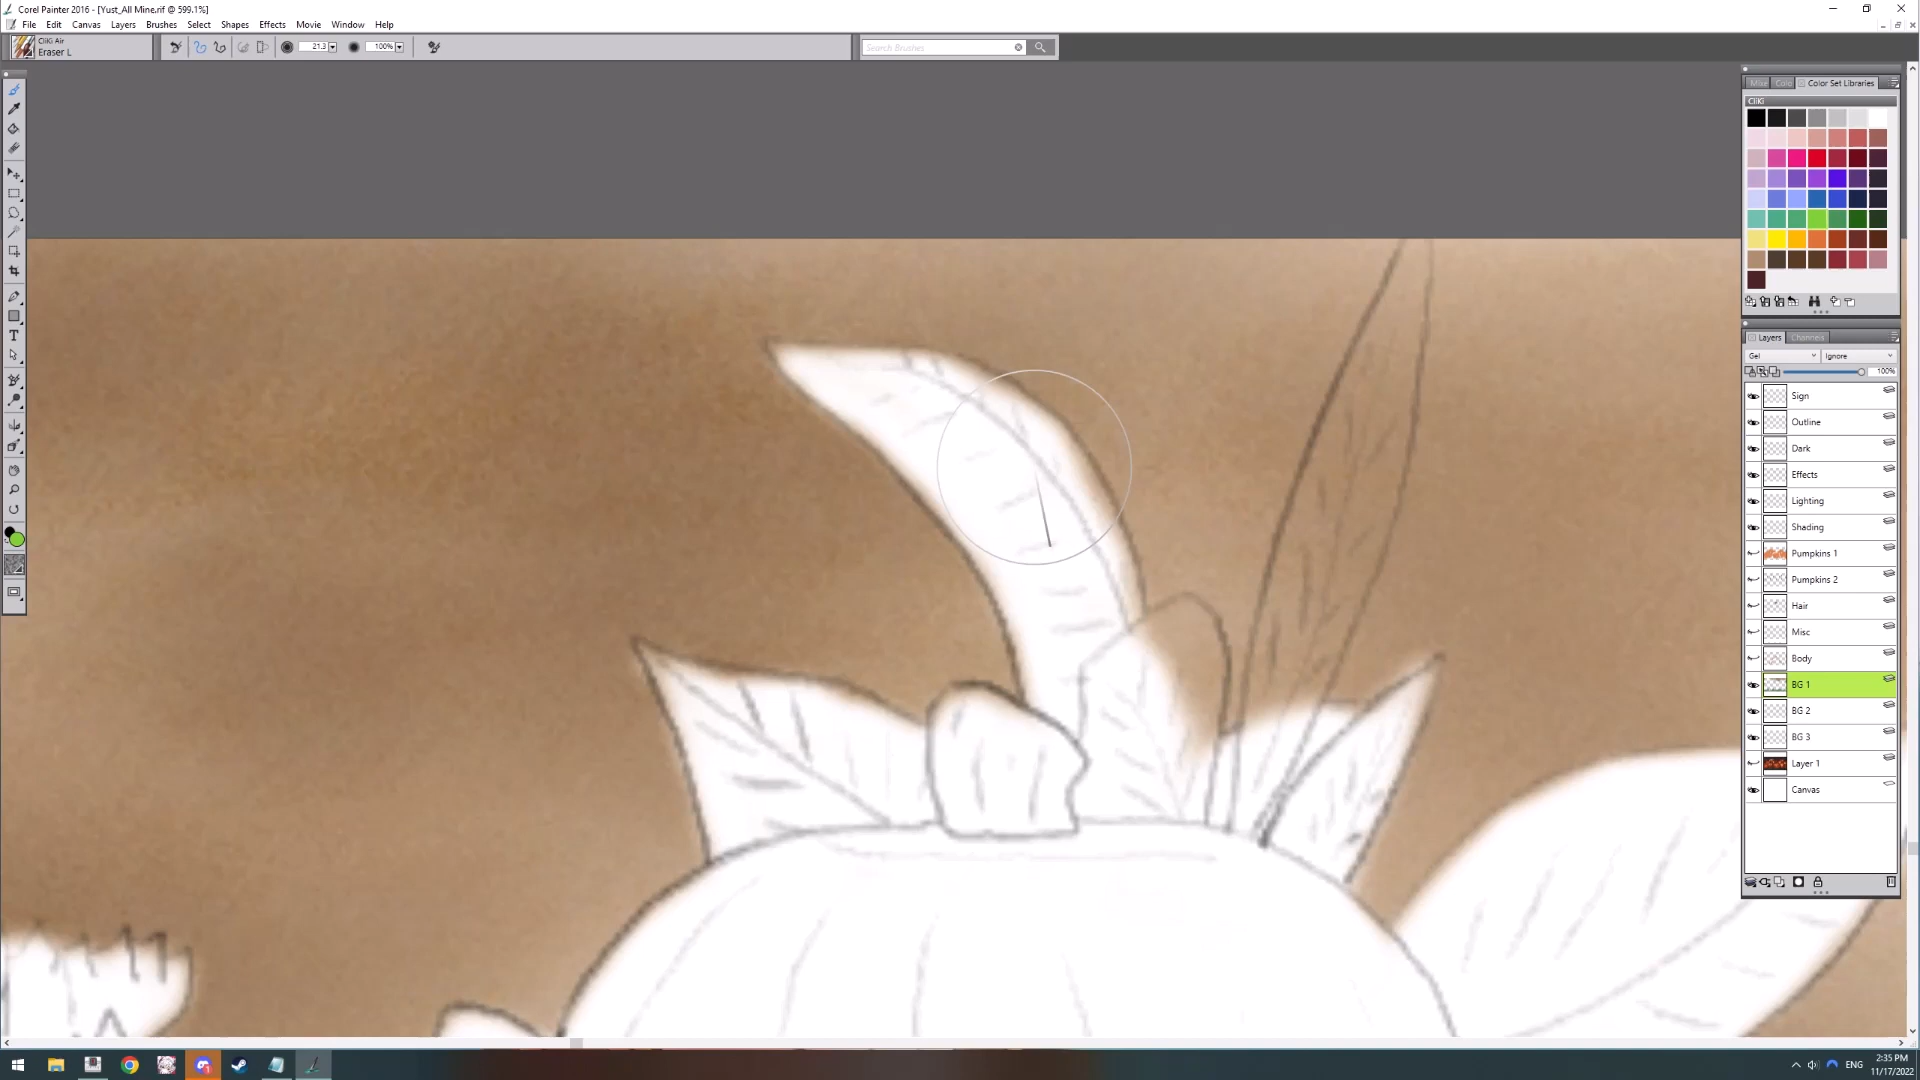 Corel Painter 2016 - [Yust_All Mine.rif @ 599.1%]
File Edit Canvas Layers Brushes Select Shapes Effects Movie Window Help
CliKi Air
Eraser L
21.3
100%
Search Brushes
Color Set Libraries
CliKi
Layers Channels
Gel Ignore
100%
Sign
Outline
Dark
Effects
Lighting
Shading
Pumpkins 1
Pumpkins 2
Hair
Misc
Body
BG 1
BG 2
BG 3
Layer 1
Canvas
T
ENG
2:35 PM
11/17/2022